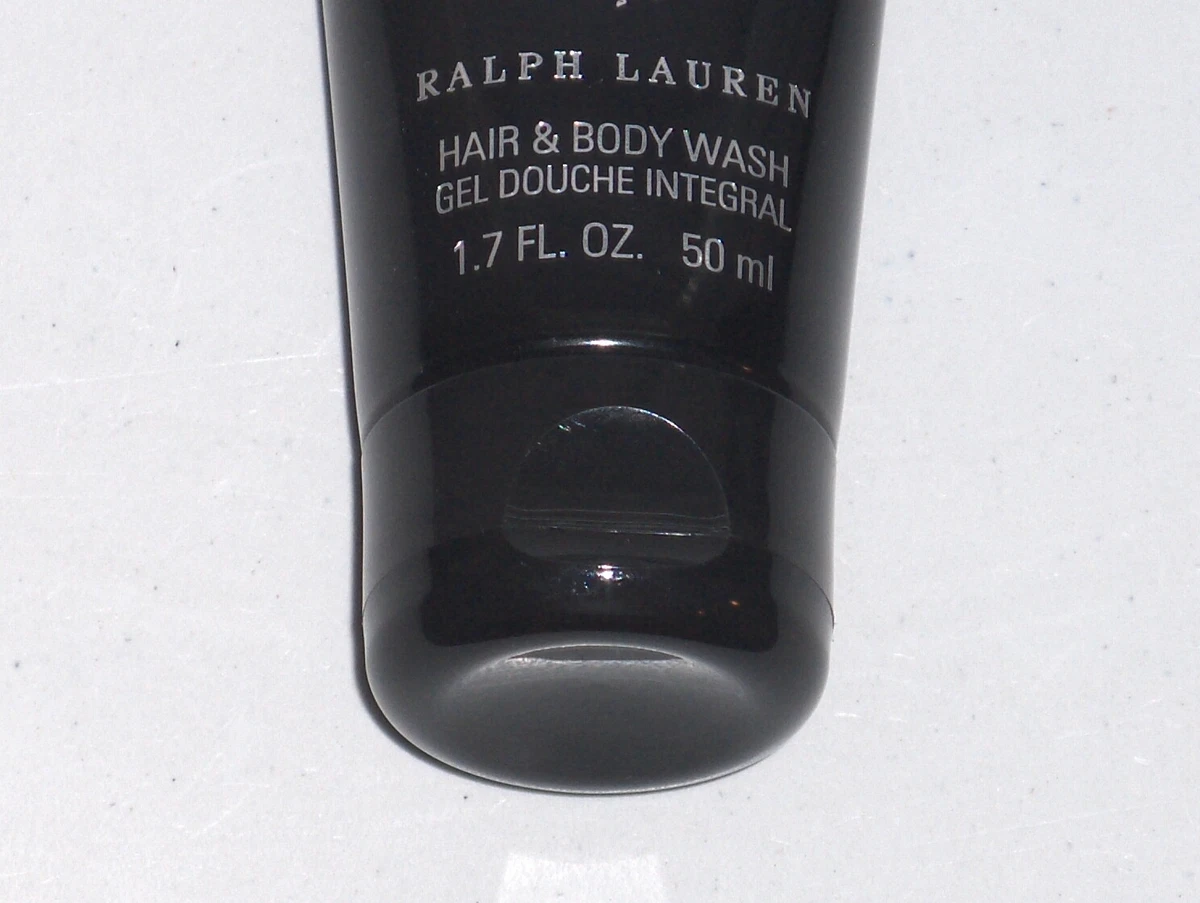 RALPH LAUREN
HAIR & BODY WASH
GEL DOUCHE INTEGRAL
1.7 FL. OZ. 50 ml